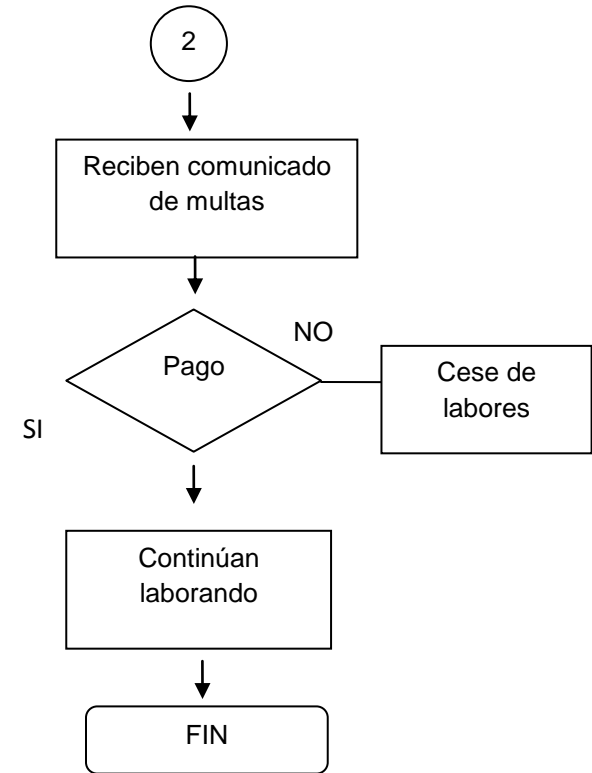 2
Reciben comunicado
de multas
NO
Pago
Cese de
labores
SI
Continúan
laborando
FIN